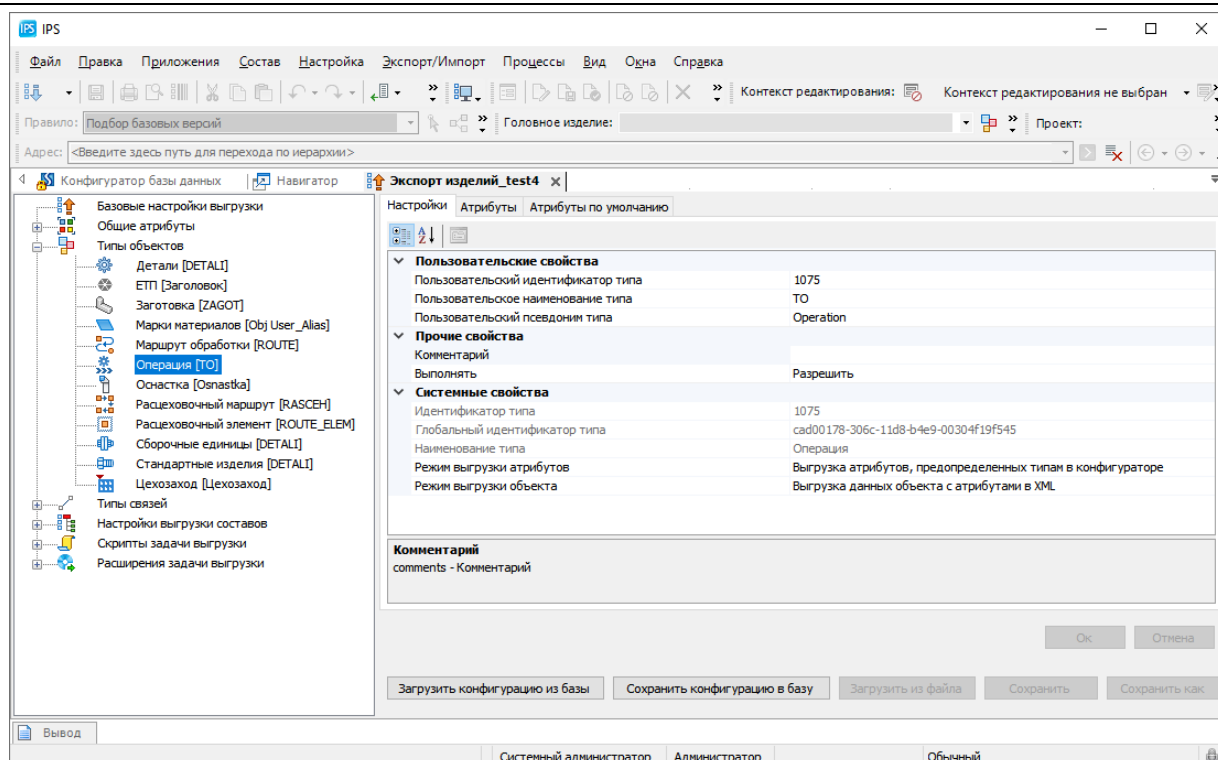 IPS
Файл Правка Приложения Состав Настройка Экспорт/Импорт Процессы Вид Окна Справка
Контекст редактирования: Контекст редактирования не выбран
Правило: Подбор базовых версий Головное изделие: Проект:
Адрес: <Введите здесь путь для перехода по иерархии>
Конфигуратор базы данных Навигатор Экспорт изделий_test4
Базовые настройки выгрузки
Общие атрибуты
Типы объектов
Детали [DETALI]
ЕТП [Заголовок]
Заготовка [ZAGOT]
Марки материалов [Obj User_Alias]
Маршрут обработки [ROUTE]
Операция [TO]
Оснастка [Osnastka]
Расцеховочный маршрут [RASCEH]
Расцеховочный элемент [ROUTE_ELEM]
Сборочные единицы [DETALI]
Стандартные изделия [DETALI]
Цехозаход [Цехозаход]
Типы связей
Настройки выгрузки составов
Скрипты задачи выгрузки
Расширения задачи выгрузки
Настройки Атрибуты Атрибуты по умолчанию
Пользовательские свойства
Пользовательский идентификатор типа 1075
Пользовательское наименование типа TO
Пользовательский псевдоним типа Operation
Прочие свойства
Комментарий
Выполнять Разрешить
Системные свойства
Идентификатор типа 1075
Глобальный идентификатор типа cad00178-306c-11d8-b4e9-00304f19f545
Наименование типа Операция
Режим выгрузки атрибутов Выгрузка атрибутов, предопределенных типам в конфигураторе
Режим выгрузки объекта Выгрузка данных объекта с атрибутами в XML
Комментарий
comments - Комментарий
Ок Отмена
Загрузить конфигурацию из базы Сохранить конфигурацию в базу Загрузить из файла Сохранить Сохранить как
Вывод
Системный администратор Администратор Обычный